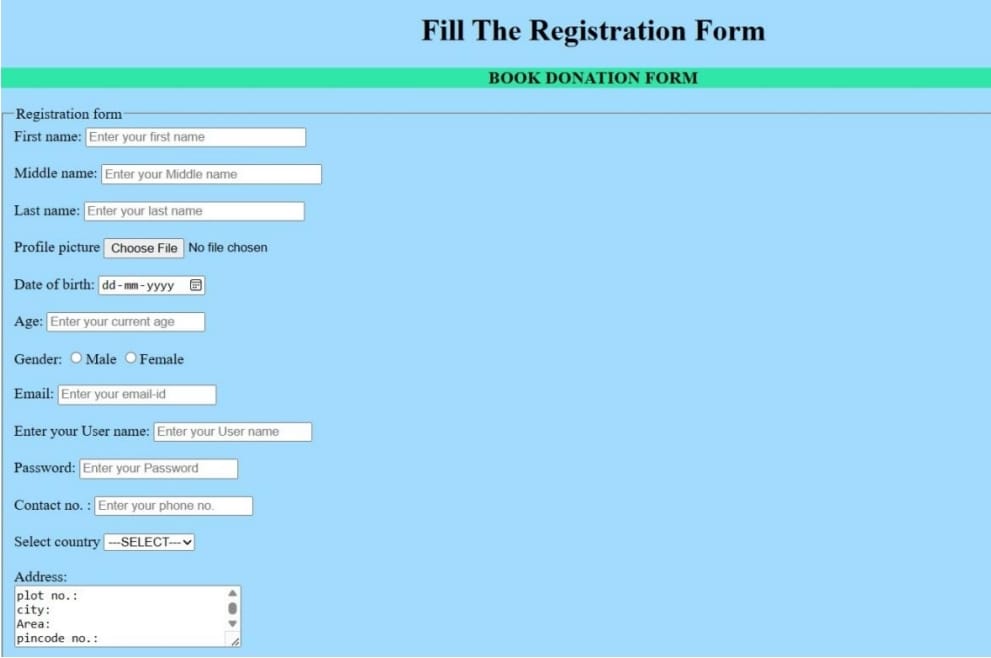 Fill The Registration Form
BOOK DONATION FORM
Registration form
First name: Enter your first name
Middle name: Enter your Middle name
Last name: Enter your last name
Profile picture Choose File No file chosen
Date of birth: dd-mm-yyyy
Age: Enter your current age
Gender: Male Female
Email: Enter your email-id
Enter your User name: Enter your User name
Password: Enter your Password
Contact no. : Enter your phone no.
Select country ---SELECT---
Address:
plot no.:
city:
Area:
pincode no.: